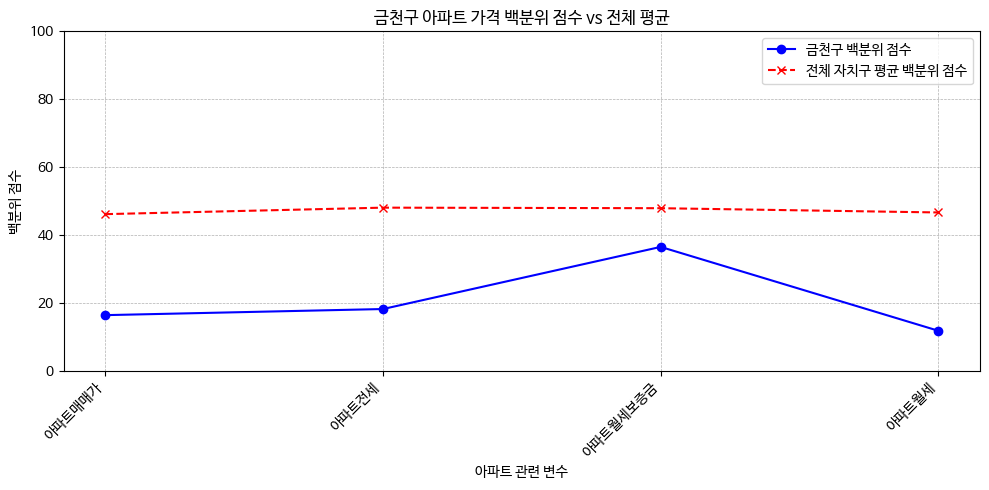 금천구 아파트 가격 백분위 점수 vs 전체 평균
금천구 백분위 점수
전체 자치구 평균 백분위 점수
백분위 점수
100
80
60
40
20
0
아파트매매가
아파트전세
아파트월세보증금
아파트월세
아파트 관련 변수